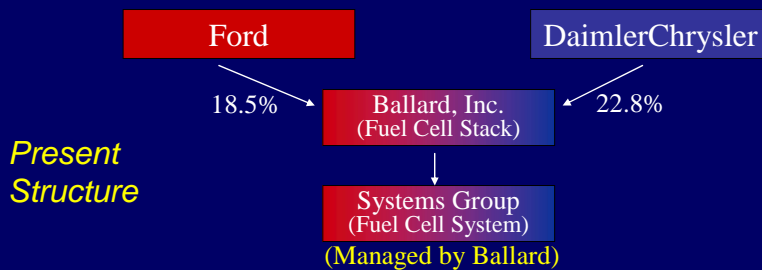 Ford
DaimlerChrysler
18.5%
22.8%
Ballard, Inc.
(Fuel Cell Stack)
Present
Structure
Systems Group
(Fuel Cell System)
(Managed by Ballard)